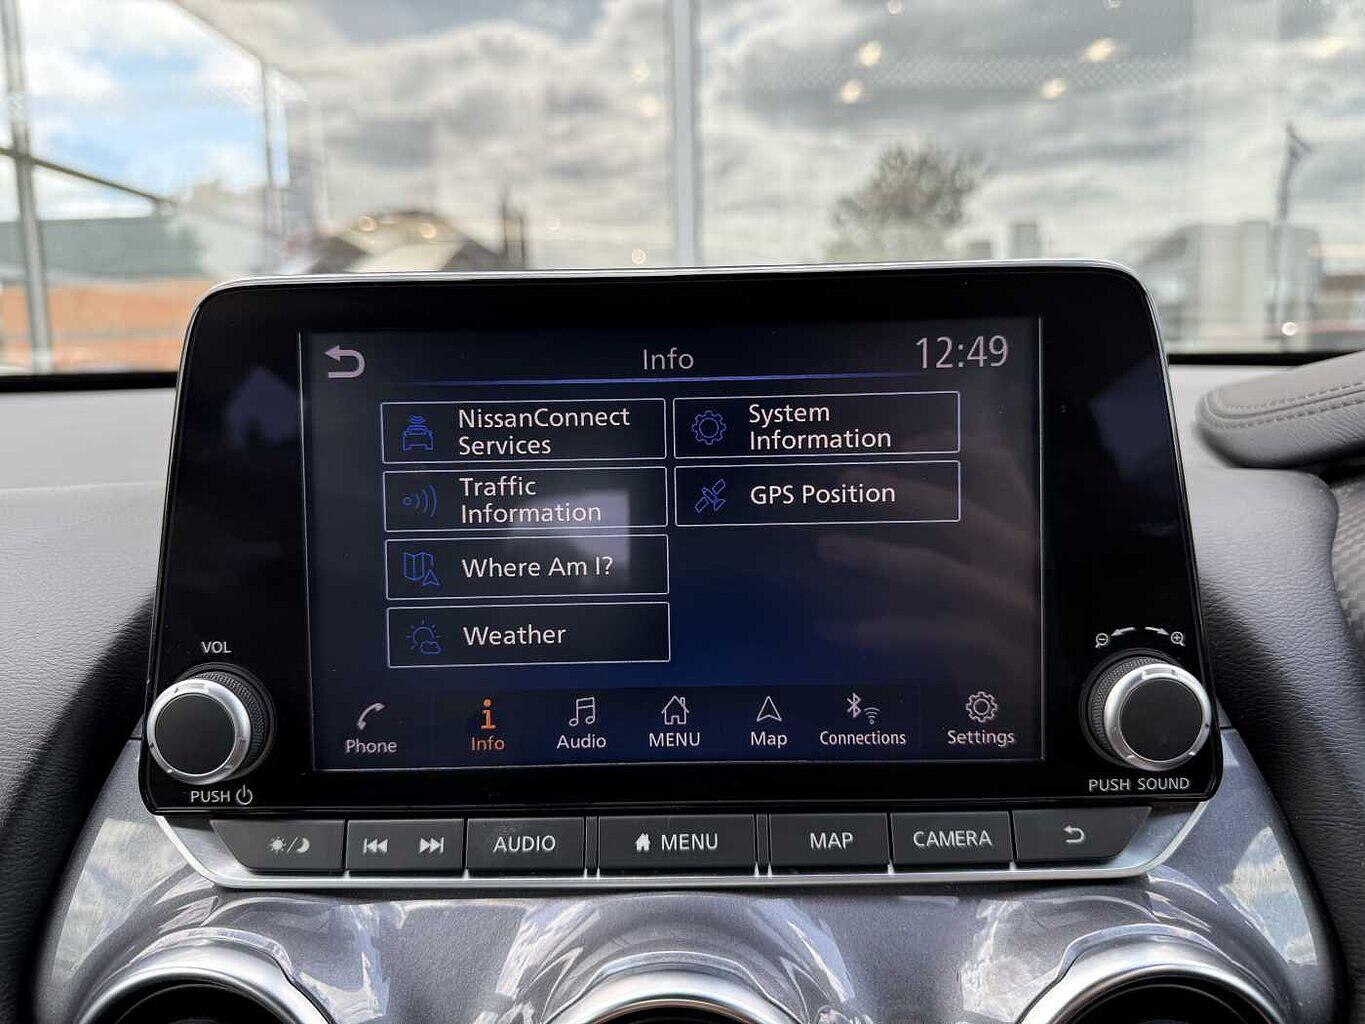 Info
12:49
NissanConnect
Services
System
Information
Traffic
Information
GPS Position
Where Am I?
Weather
VOL
PUSH
Phone
Info
Audio
MENU
Map
Connections
Settings
PUSH SOUND
AUDIO
MENU
MAP
CAMERA